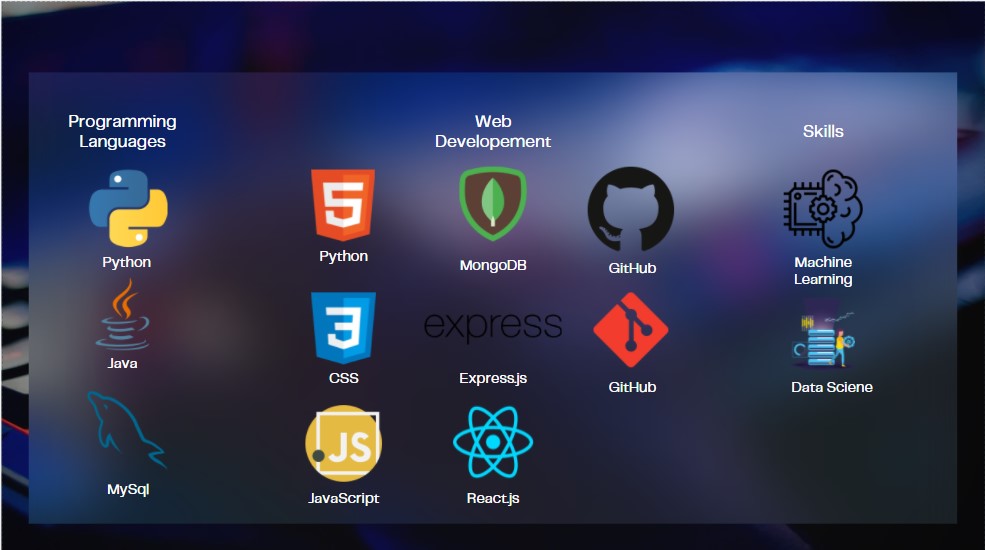 Programming
Languages
Web
Developement
Skills
Python
Python
MongoDB
GitHub
Machine
Learning
Java
CSS
express
Express.js
GitHub
Data Sciene
MySql
JS
JavaScript
React.js